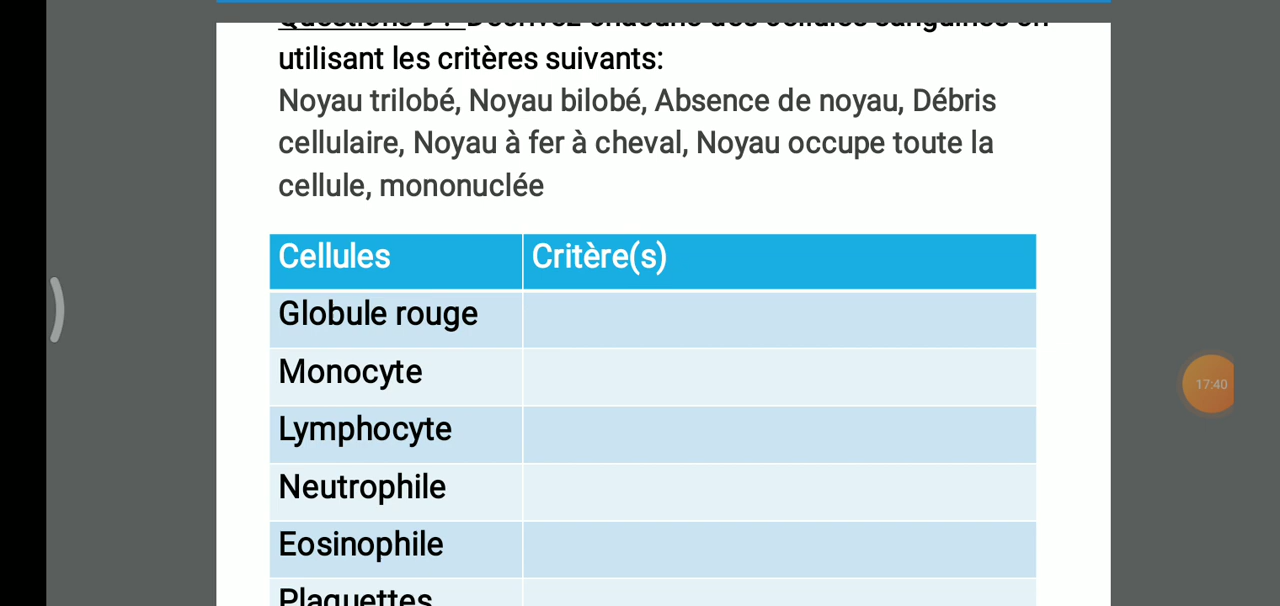 utilisant les critères suivants:
Noyau trilobé, Noyau bilobé, Absence de noyau, Débris
cellulaire, Noyau à fer à cheval, Noyau occupe toute la
cellule, mononuclée
Cellules Critère(s)
Globule rouge
Monocyte
Lymphocyte
Neutrophile
Eosinophile
Plaquettes
17:40